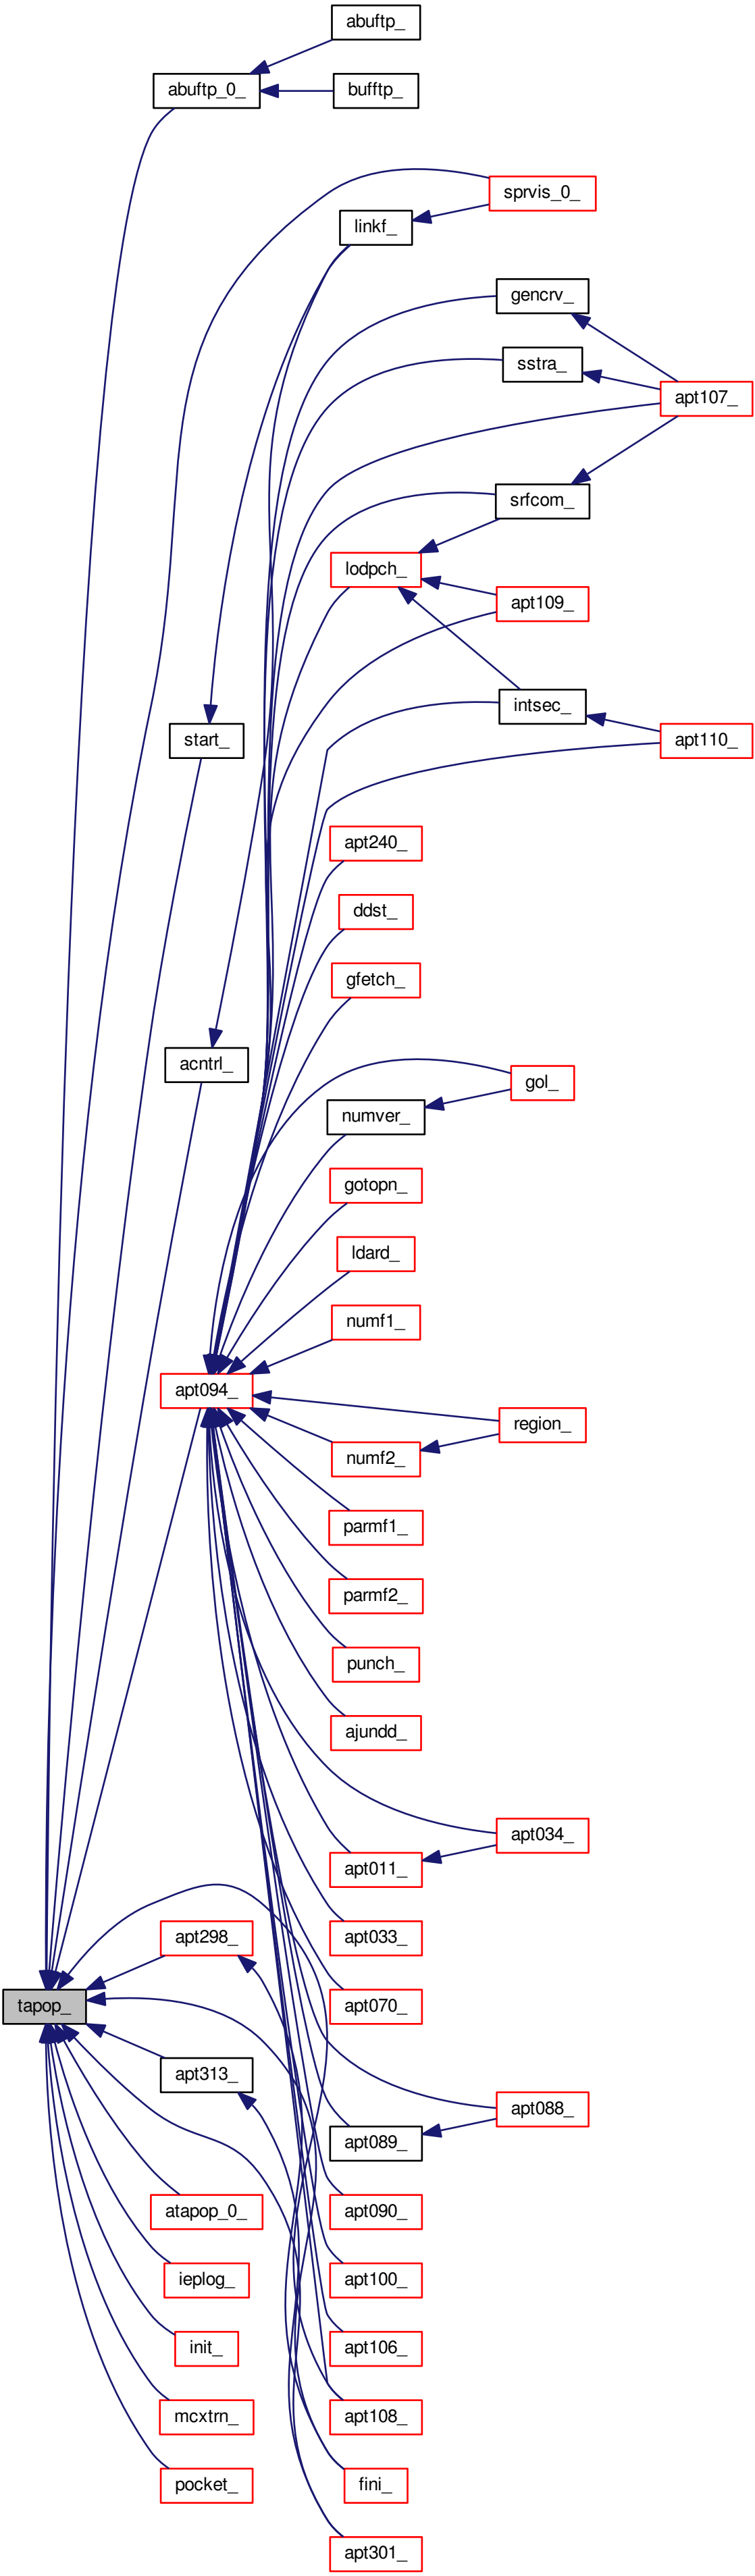 abuftp_
abuftp_0_
bufftp_
sprvis_0_
linkf_
gencrv_
sstra_
apt107_
srfcom_
lodpch_
apt109_
intsec_
start_
apt110_
apt240_
ddst_
gfetch_
acntrl_
gol_
numver_
gotopn_
ldard_
numf1_
apt094_
region_
numf2_
parmf1_
parmf2_
punch_
ajundd_
apt034_
apt011_
apt033_
apt298_
tapop_
apt070_
apt313_
apt088_
apt089_
atapop_0_
apt090_
ieplog_
apt100_
init_
apt106_
mcxtrn_
apt108_
pocket_
fini_
apt301_